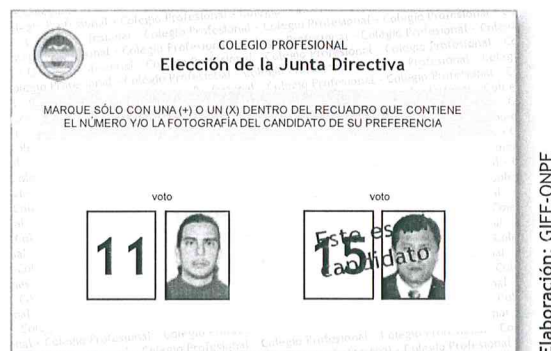 COLEGIO PROFESIONAL
Elección de la Junta Directiva
MARQUE SÓLO CON UNA (+) O UN (X) DENTRO DEL RECUADRO QUE CONTIENE
EL NÚMERO Y/O LA FOTOGRAFÍA DEL CANDIDATO DE SU PREFERENCIA
voto
voto
11
15
Este es mi
candidato
Elaboración: GIFF-ONPE